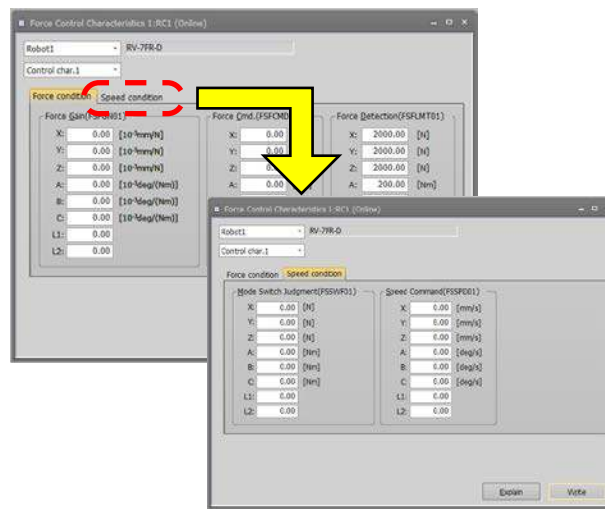 Force Control Characteristics 1:RC1 (Online)
Robot1 RV-7FR-D
Control char.1
Force condition Speed condition
Force Gain(FSFGN01) Force Cmd.(FSFCMD Force Detection(FSFLMT01)
X: 0.00 [10⁻³mm/N] X: X: 2000.00 [N]
Y: 0.00 [10⁻³mm/N] Y: Y: 2000.00 [N]
Z: 0.00 [10⁻³mm/N] Z: Z: 2000.00 [N]
A: 0.00 [10⁻³deg/(Nm)] A: 0.00 A: 200.00 [Nm]
B: 0.00 [10⁻³deg/(Nm)]
C: 0.00 [10⁻³deg/(Nm)]
L1: 0.00
L2: 0.00
Force Control Characteristics 1:RC1 (Online)
Robot1 RV-7FR-D
Control char.1
Force condition Speed condition
Mode Switch Judgment(FSSWF01) Speed Command(FSSPD01)
X: 0.00 [N] X: 0.00 [mm/s]
Y: 0.00 [N] Y: 0.00 [mm/s]
Z: 0.00 [N] Z: 0.00 [mm/s]
A: 0.00 [Nm] A: 0.00 [deg/s]
B: 0.00 [Nm] B: 0.00 [deg/s]
C: 0.00 [Nm] C: 0.00 [deg/s]
L1: 0.00 L1: 0.00
L2: 0.00 L2: 0.00
Explain Write